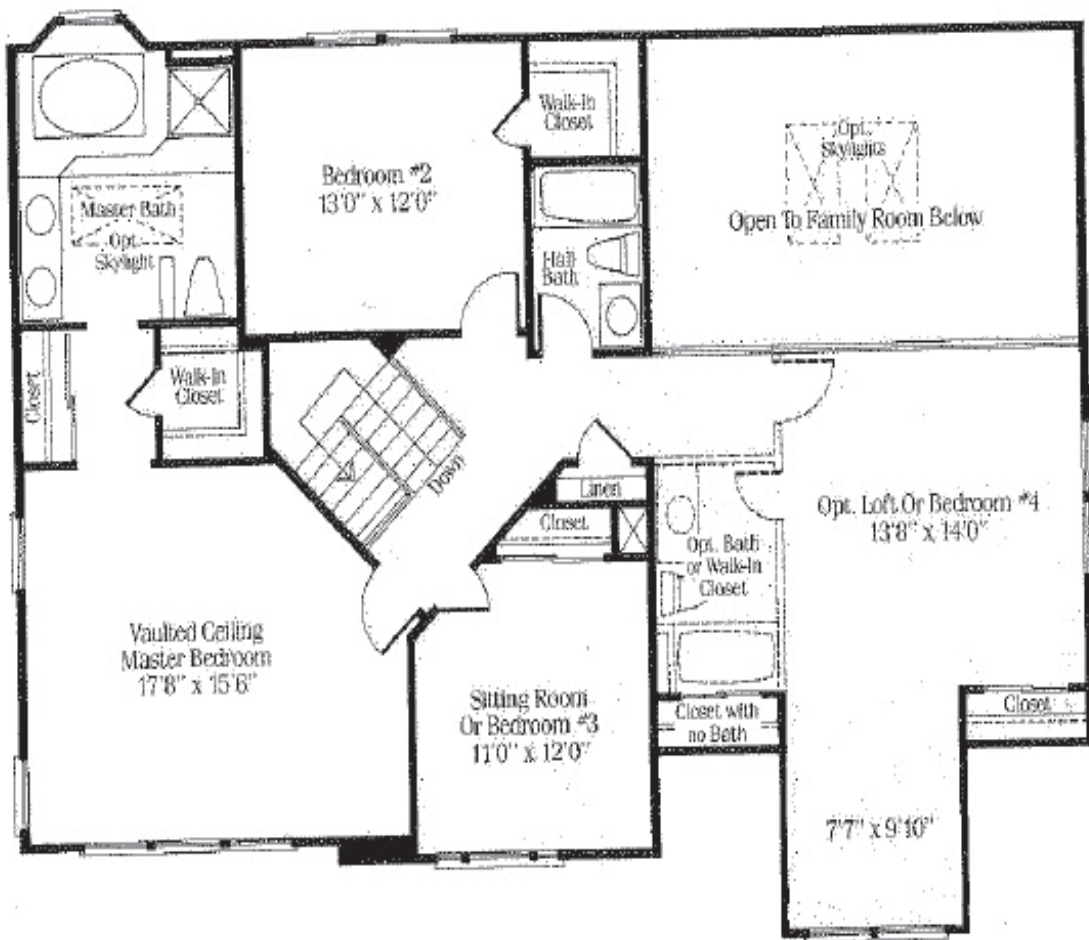 Walk-In
Closet
Opt.
Skylights
Bedroom #2
13'0" x 12'0"
Master Bath
Opt.
Skylight
Open To Family Room Below
Hall
Bath
Closet
Walk-In
Closet
Down
Linen
Closet
Opt. Loft Or Bedroom #4
13'8" x 14'0"
Opt. Bath
or Walk-In
Closet
Vaulted Ceiling
Master Bedroom
17'8" x 15'6"
Sitting Room
Or Bedroom #3
11'0" x 12'0"
Closet with
no Bath
Closet
7'7" x 9'10"